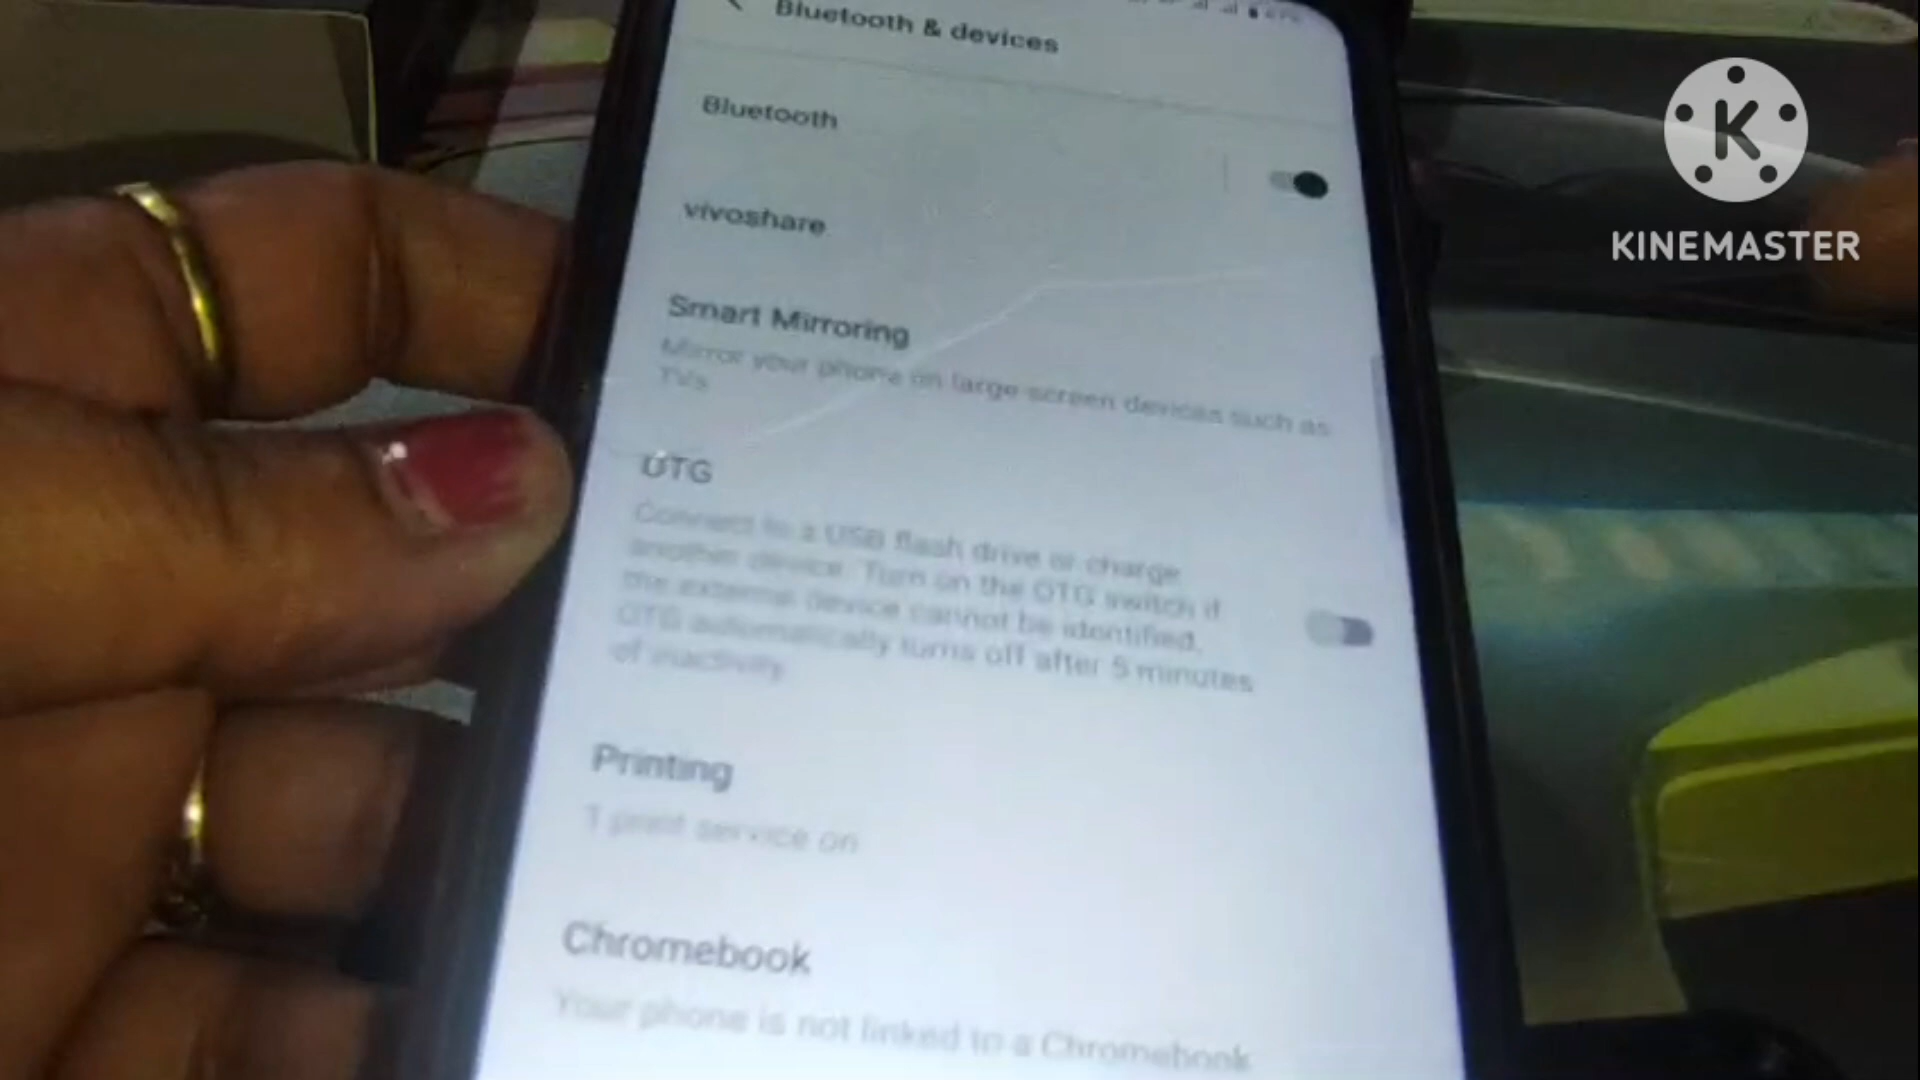 Bluetooth & devices
Bluetooth
vivoshare
Smart Mirroring
Mirror your phone on large-screen devices such as
TVs
OTG
Connect to a USB flash drive or charge
another device. Turn on the OTG switch if
the external device cannot be identified.
OTG automatically turns off after 5 minutes
of inactivity.
Printing
1 print service on
Chromebook
Your phone is not linked to a Chromebook
K
KINEMASTER